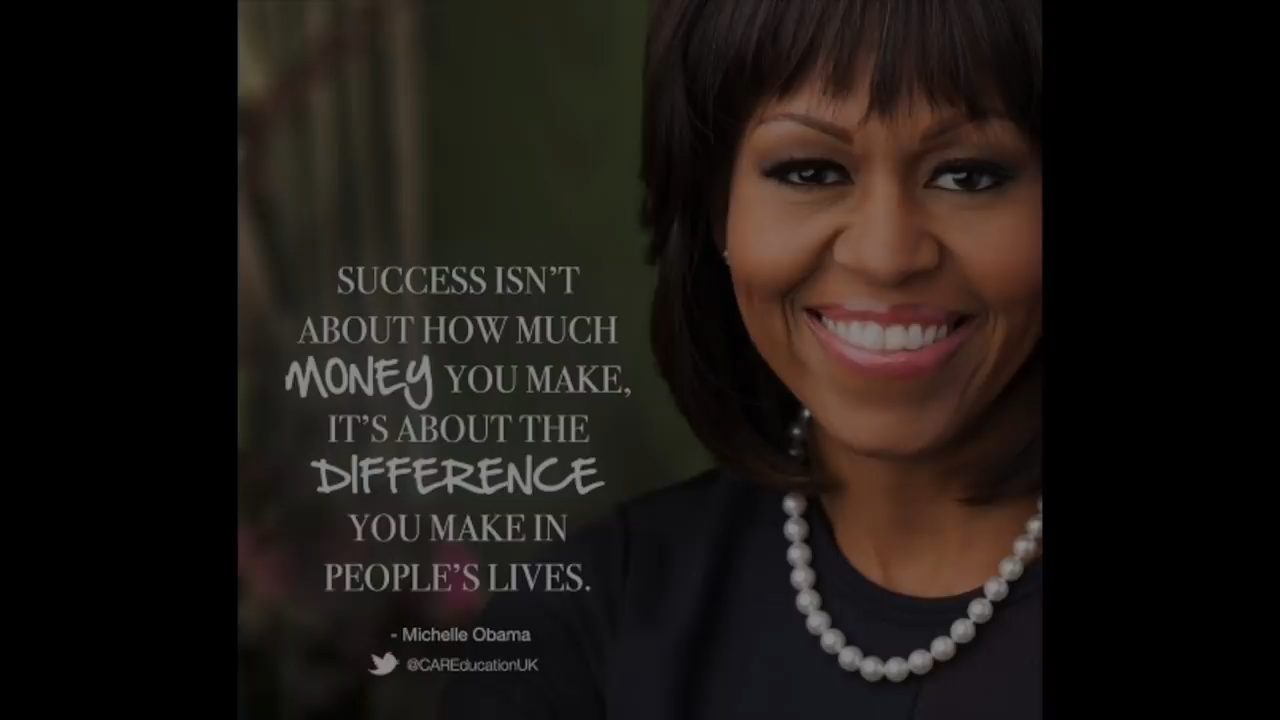 SUCCESS ISN'T
ABOUT HOW MUCH
MONEY YOU MAKE,
IT'S ABOUT THE
DIFFERENCE
YOU MAKE IN
PEOPLE'S LIVES.
- Michelle Obama
@CAREducationUK